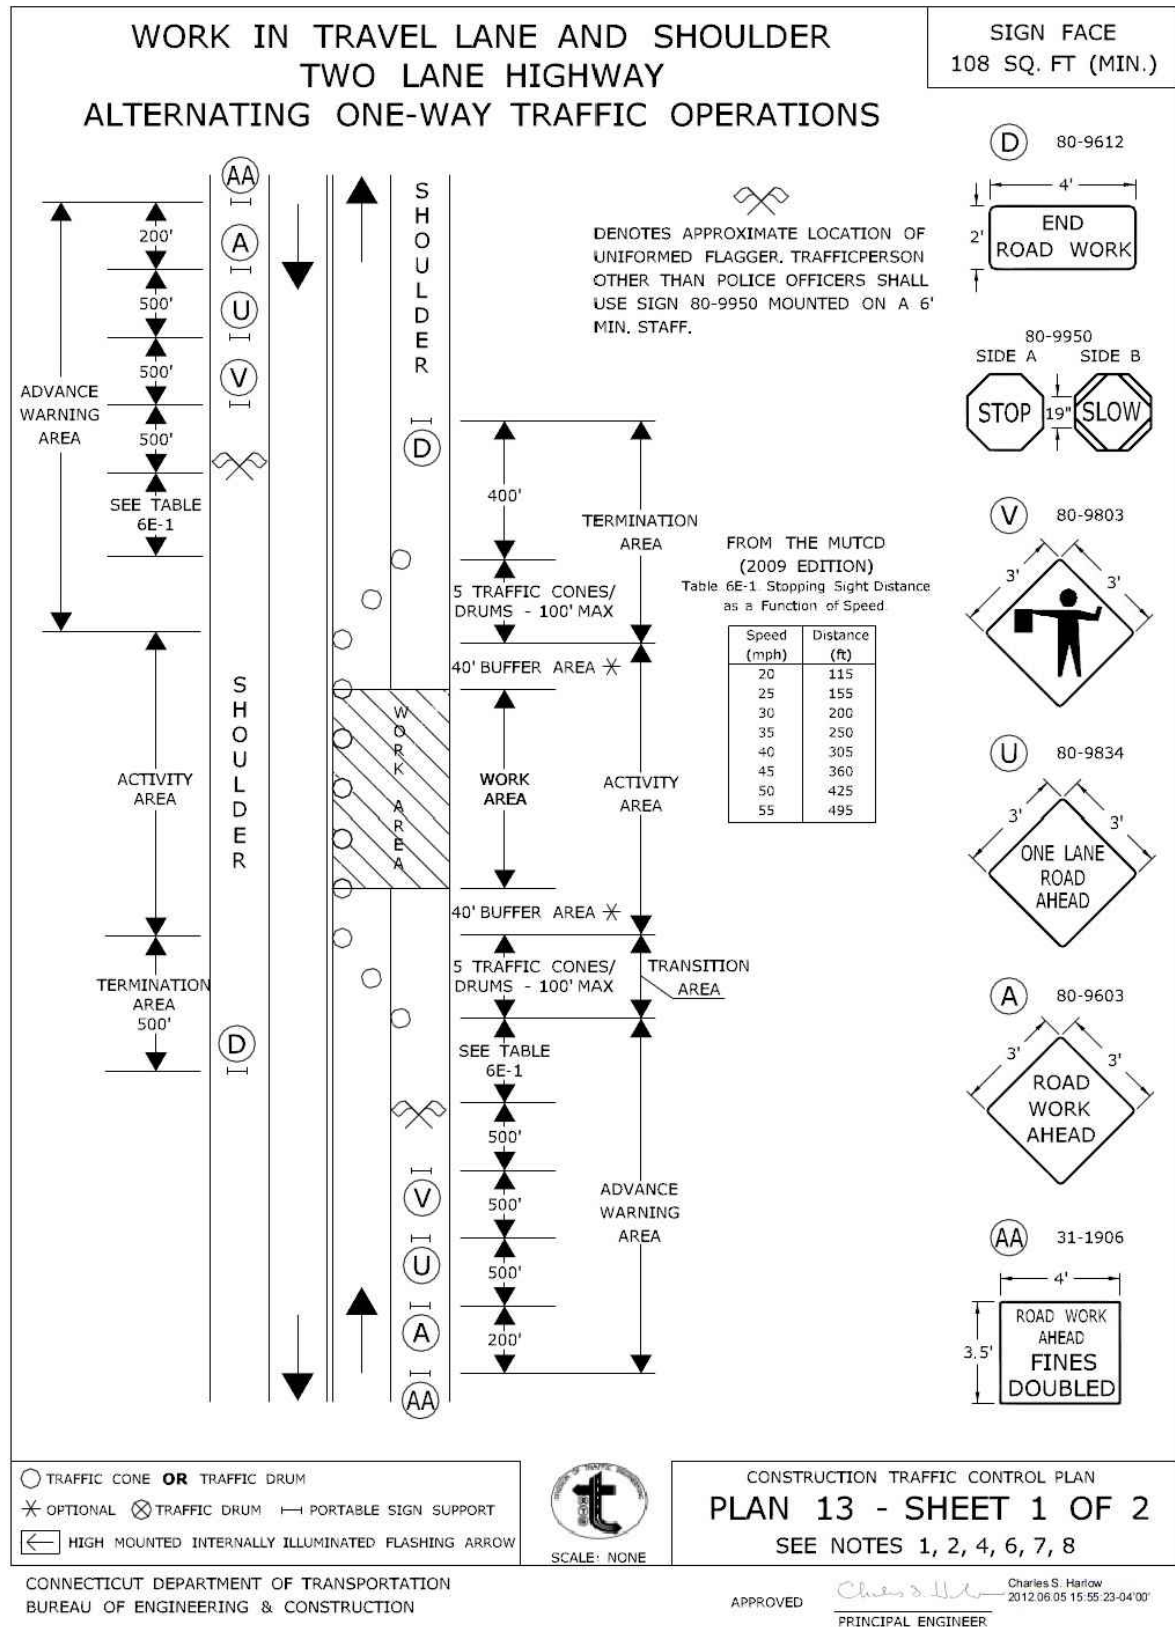 WORK IN TRAVEL LANE AND SHOULDER
TWO LANE HIGHWAY
ALTERNATING ONE-WAY TRAFFIC OPERATIONS
SIGN FACE
108 SQ. FT (MIN.)
AA
200'
A
500'
U
500'
V
500'
ADVANCE
WARNING
AREA
SEE TABLE
6E-1
SHOULDER
ACTIVITY
AREA
TERMINATION
AREA
500'
D
SHOULDER
D
400'
TERMINATION
AREA
5 TRAFFIC CONES/
DRUMS - 100' MAX
40' BUFFER AREA *
WORK AREA
WORK
AREA
ACTIVITY
AREA
40' BUFFER AREA *
5 TRAFFIC CONES/
DRUMS - 100' MAX
TRANSITION
AREA
SEE TABLE
6E-1
500'
V
500'
U
500'
A
200'
AA
ADVANCE
WARNING
AREA
DENOTES APPROXIMATE LOCATION OF
UNIFORMED FLAGGER. TRAFFICPERSON
OTHER THAN POLICE OFFICERS SHALL
USE SIGN 80-9950 MOUNTED ON A 6'
MIN. STAFF.
FROM THE MUTCD
(2009 EDITION)
Table 6E-1 Stopping Sight Distance
as a Function of Speed
Speed (mph) Distance (ft)
20 115
25 155
30 200
35 250
40 305
45 360
50 425
55 495
D 80-9612
4'
2'
END
ROAD WORK
80-9950
SIDE A SIDE B
STOP 19" SLOW
V 80-9803
3' 3'
U 80-9834
3' 3'
ONE LANE
ROAD
AHEAD
A 80-9603
3' 3'
ROAD
WORK
AHEAD
AA 31-1906
4'
3.5'
ROAD WORK
AHEAD
FINES
DOUBLED
TRAFFIC CONE OR TRAFFIC DRUM
* OPTIONAL TRAFFIC DRUM PORTABLE SIGN SUPPORT
HIGH MOUNTED INTERNALLY ILLUMINATED FLASHING ARROW
SCALE: NONE
CONSTRUCTION TRAFFIC CONTROL PLAN
PLAN 13 - SHEET 1 OF 2
SEE NOTES 1, 2, 4, 6, 7, 8
CONNECTICUT DEPARTMENT OF TRANSPORTATION
BUREAU OF ENGINEERING & CONSTRUCTION
APPROVED
Charles S. Harlow
2012.06.05 15:55:23-04'00'
PRINCIPAL ENGINEER